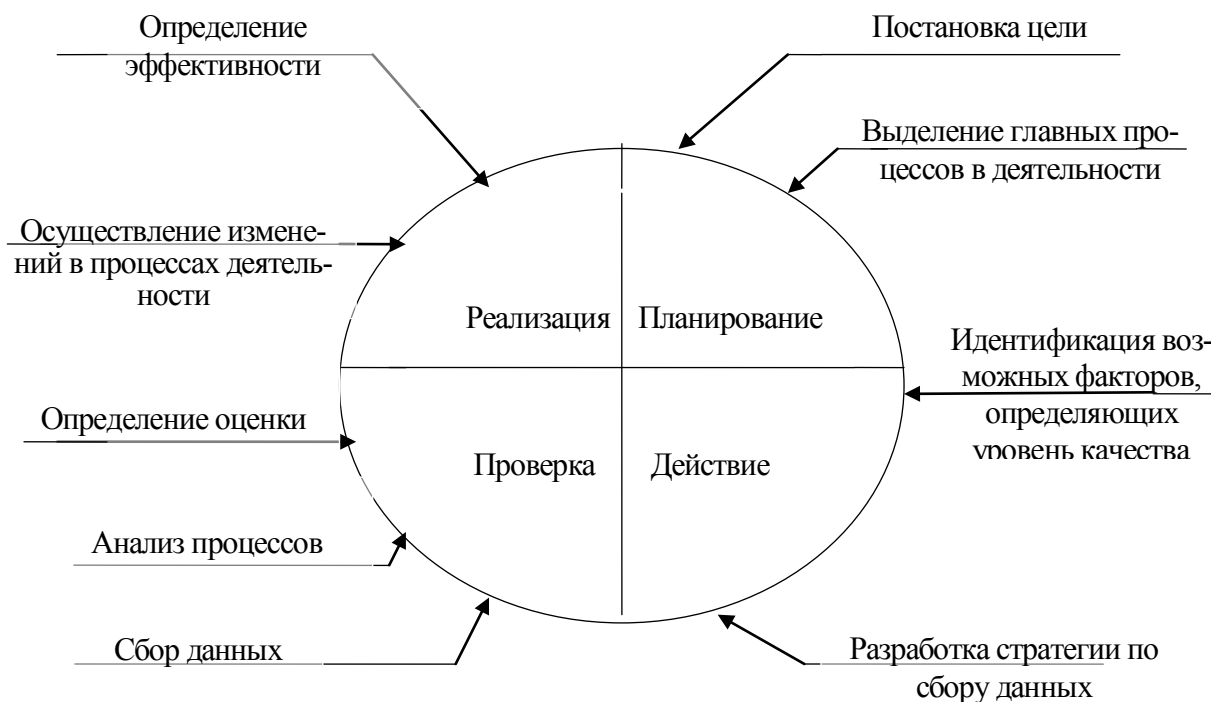 Определение
эффективности
Постановка цели
Выделение главных про-
цессов в деятельности
Осуществление измене-
ний в процессах деятель-
ности
Реализация
Планирование
Идентификация воз-
можных факторов,
определяющих
уровень качества
Определение оценки
Проверка
Действие
Анализ процессов
Сбор данных
Разработка стратегии по
сбору данных